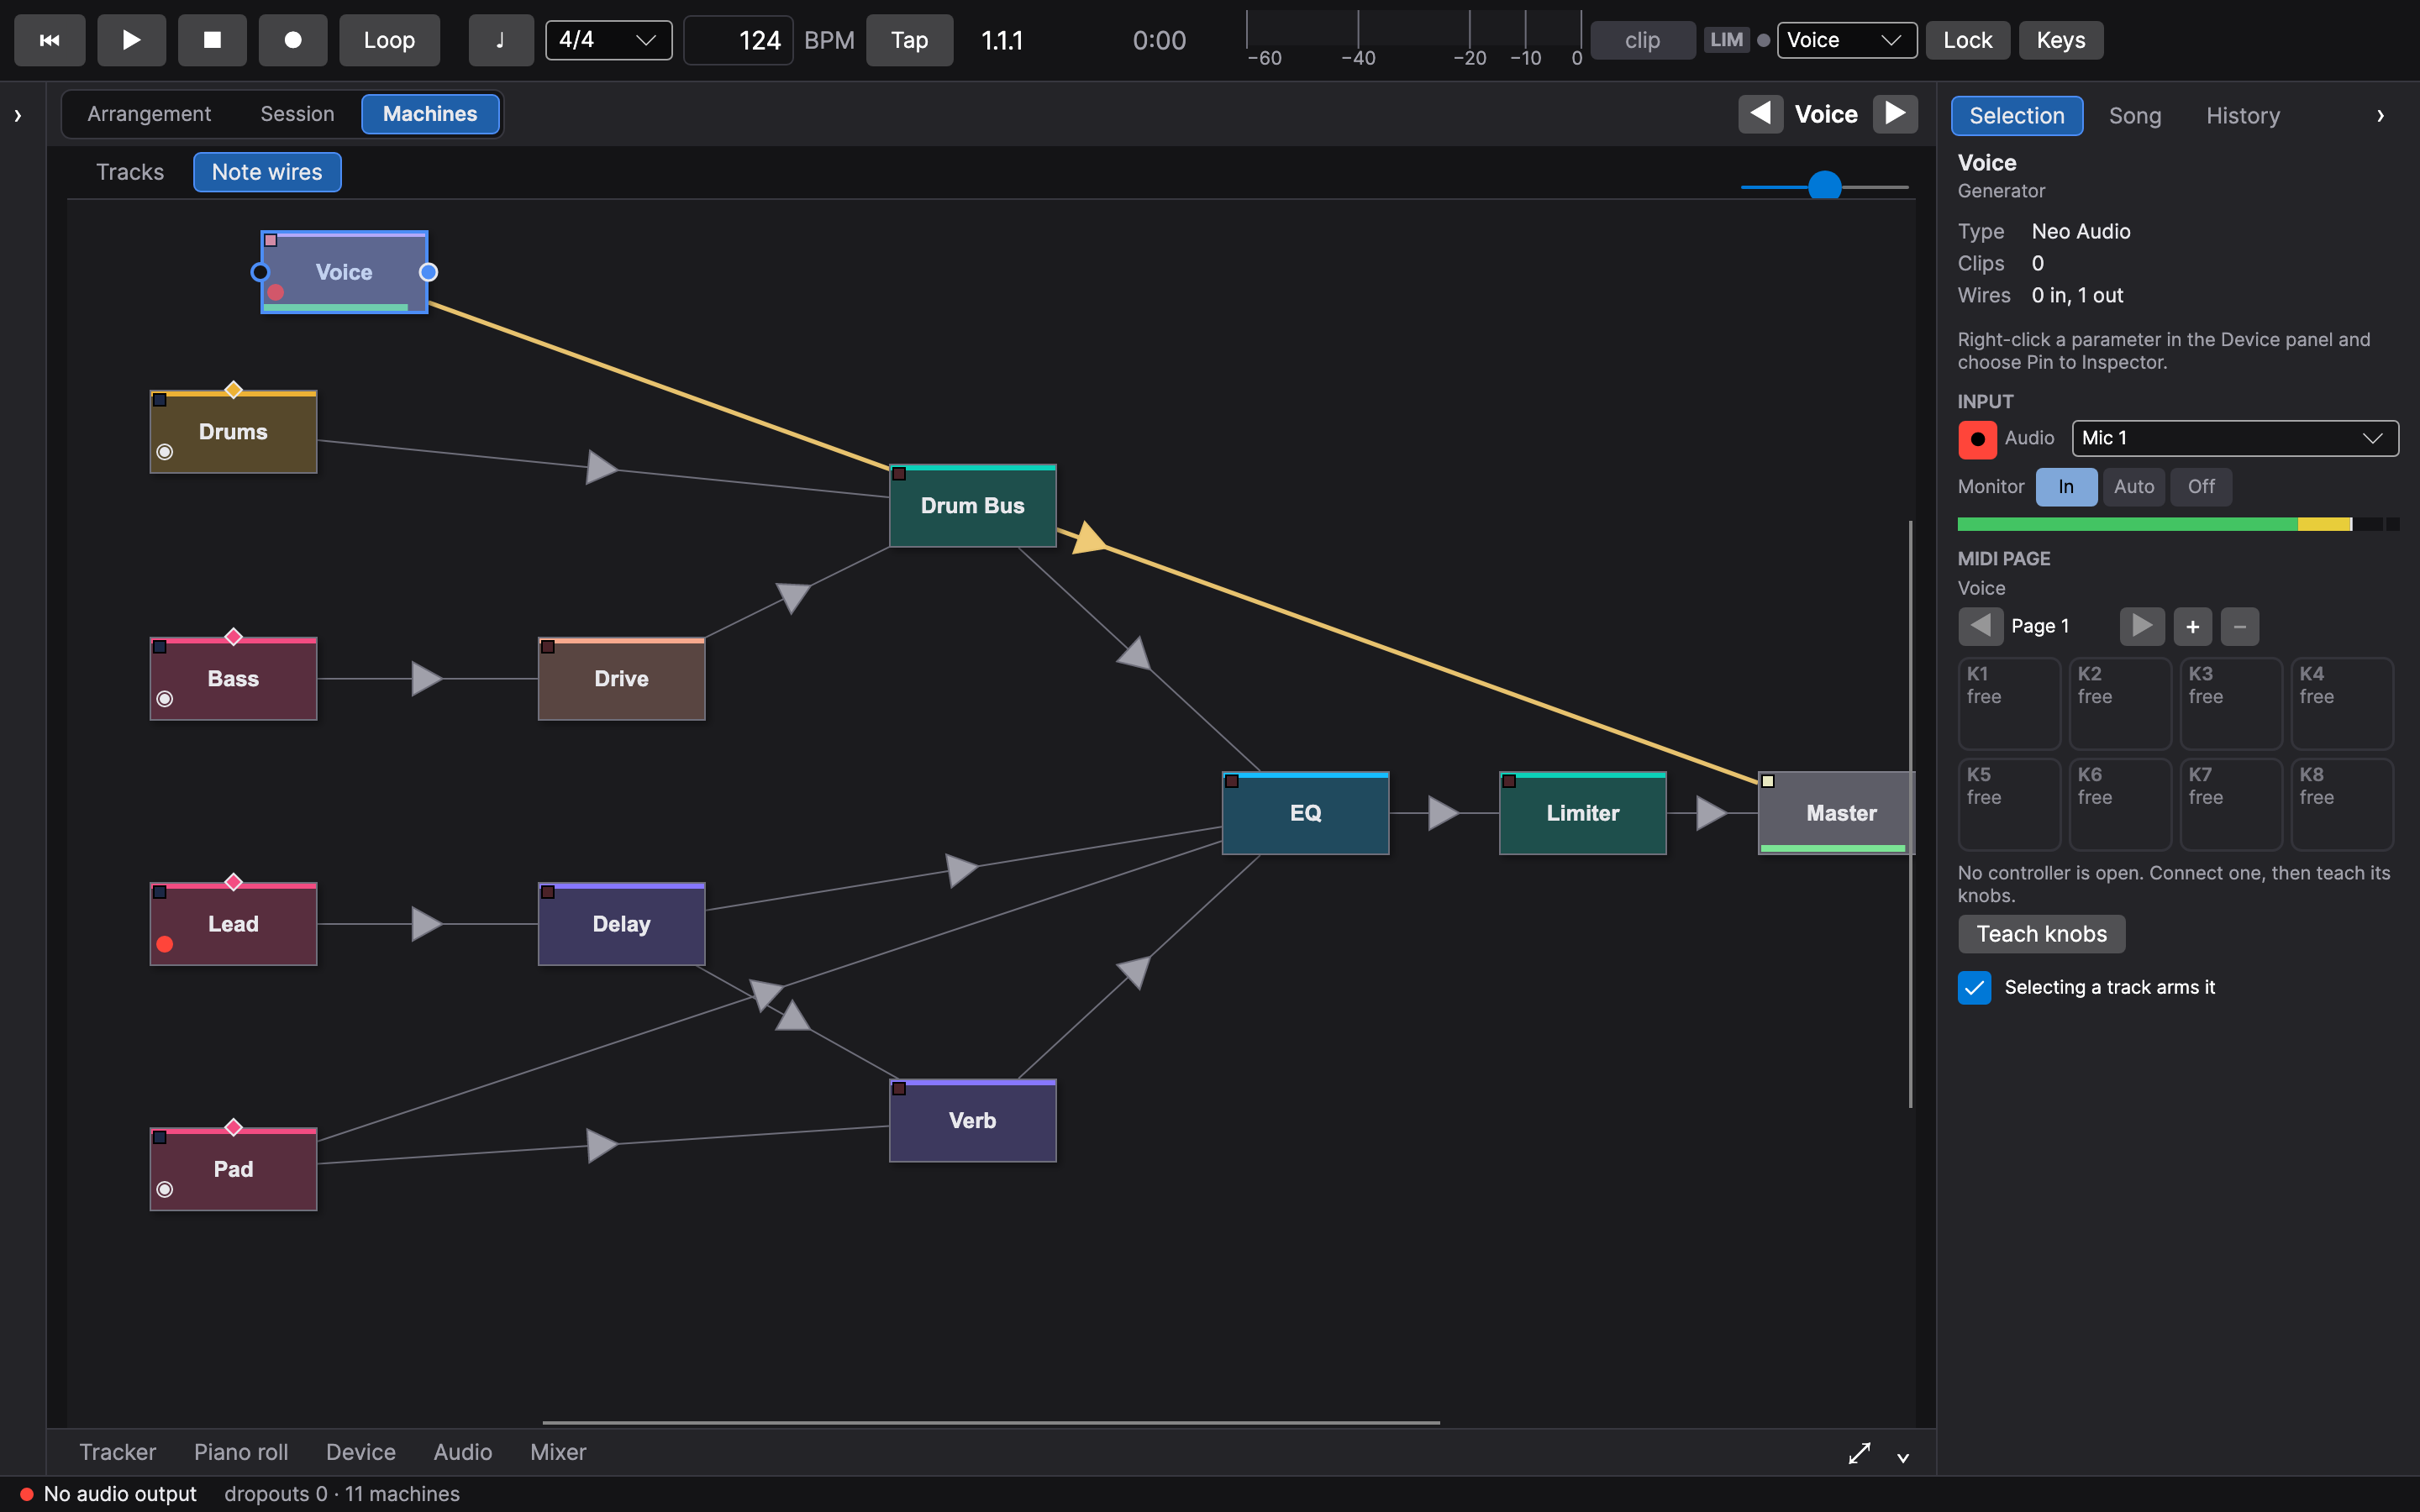 Loop
4/4
124 BPM
Tap
1.1.1
0:00
−60 −40 −20 −10 0
clip
LIM
Voice
Lock
Keys
Arrangement
Session
Machines
Voice
Tracks
Note wires
Voice
Drums
Drum Bus
Bass
Drive
EQ
Limiter
Master
Lead
Delay
Verb
Pad
Selection
Song
History
Voice
Generator
Type Neo Audio
Clips 0
Wires 0 in, 1 out
Right-click a parameter in the Device panel and
choose Pin to Inspector.
INPUT
Audio Mic 1
Monitor In Auto Off
MIDI PAGE
Voice
Page 1 + −
K1 K2 K3 K4
free free free free
K5 K6 K7 K8
free free free free
No controller is open. Connect one, then teach its
knobs.
Teach knobs
Selecting a track arms it
Tracker
Piano roll
Device
Audio
Mixer
No audio output
dropouts 0 · 11 machines